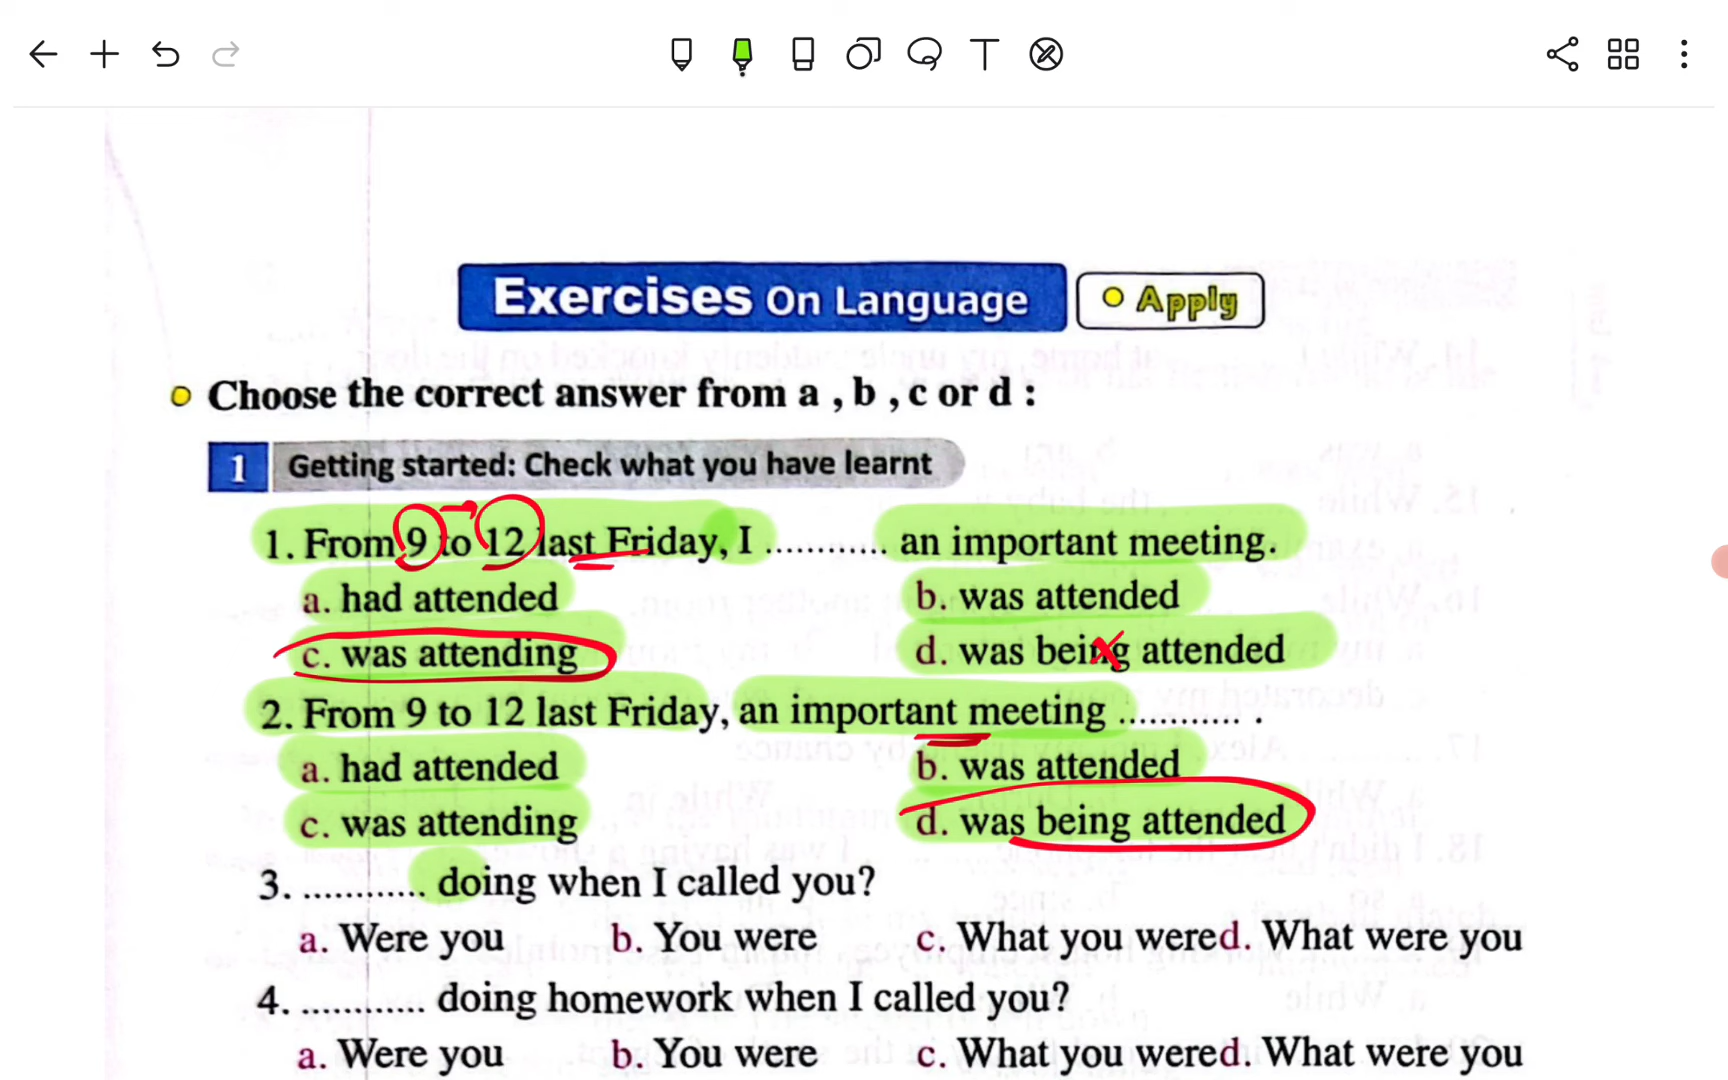 Exercises On Language
Apply
Choose the correct answer from a , b , c or d :
1 Getting started: Check what you have learnt
1. From 9 to 12 last Friday, I ............ an important meeting.
a. had attended b. was attended
c. was attending d. was being attended
2. From 9 to 12 last Friday, an important meeting ............ .
a. had attended b. was attended
c. was attending d. was being attended
3. ............ doing when I called you?
a. Were you b. You were c. What you were d. What were you
4. ............ doing homework when I called you?
a. Were you b. You were c. What you were d. What were you